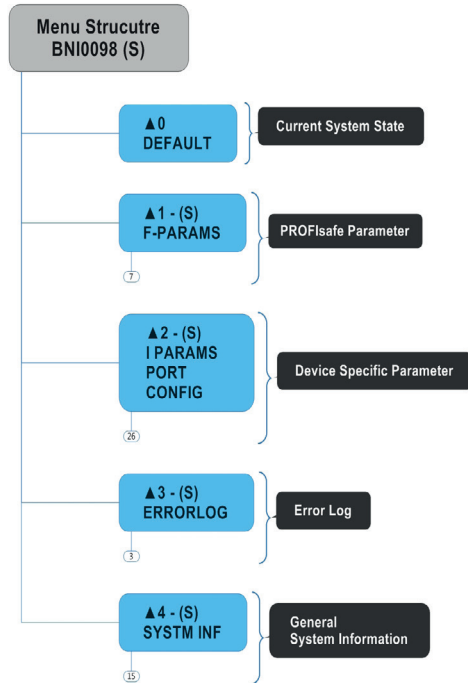 Menu Strucutre
BNI0098 (S)
▲0
DEFAULT
Current System State
▲1 - (S)
F-PARAMS
PROFIsafe Parameter
7
▲2 - (S)
I PARAMS
PORT
CONFIG
Device Specific Parameter
26
▲3 - (S)
ERRORLOG
Error Log
3
▲4 - (S)
SYSTM INF
General
System Information
15